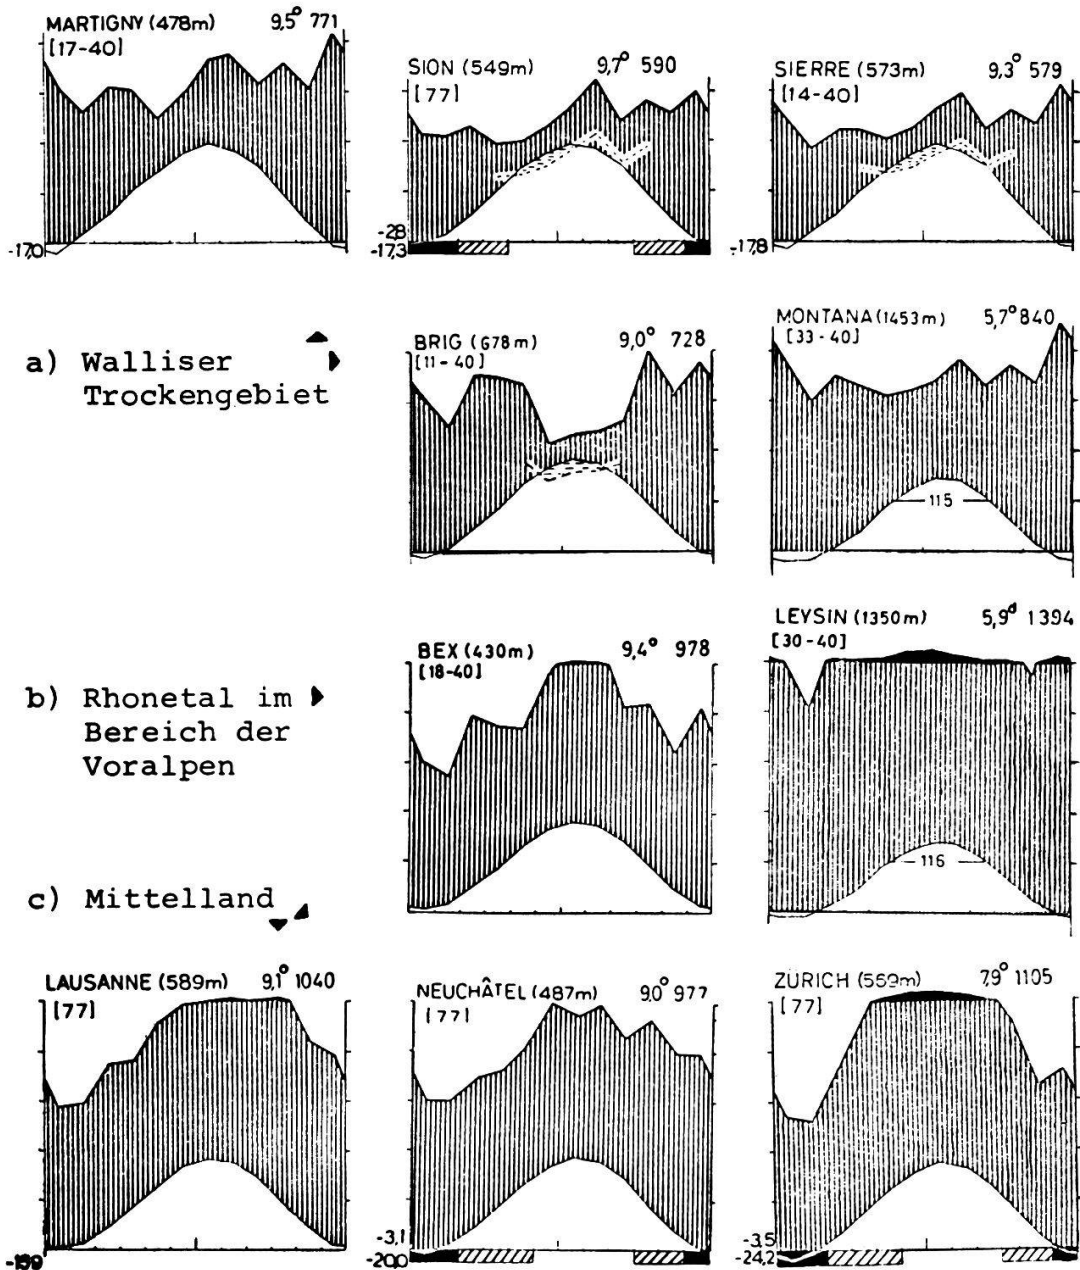 MARTIGNY (478m) 9,5° 771
[17-40]
-17,0
SION (549m) 9,7° 590
[77]
-2,8
-17,3
SIERRE (573m) 9,3° 579
[14-40]
-17,8
a) Walliser
Trockengebiet
BRIG (678m) 9,0° 728
[11-40]
MONTANA (1453m) 5,7° 840
[33-40]
115
b) Rhonetal im
Bereich der
Voralpen
BEX (430m) 9,4° 978
[18-40]
LEYSIN (1350m) 5,9° 1394
[30-40]
116
c) Mittelland
LAUSANNE (589m) 9,1° 1040
[77]
NEUCHÂTEL (487m) 9,0° 977
[77]
-3,1
-20,0
ZÜRICH (569m) 7,9° 1105
[77]
-3,5
-24,2